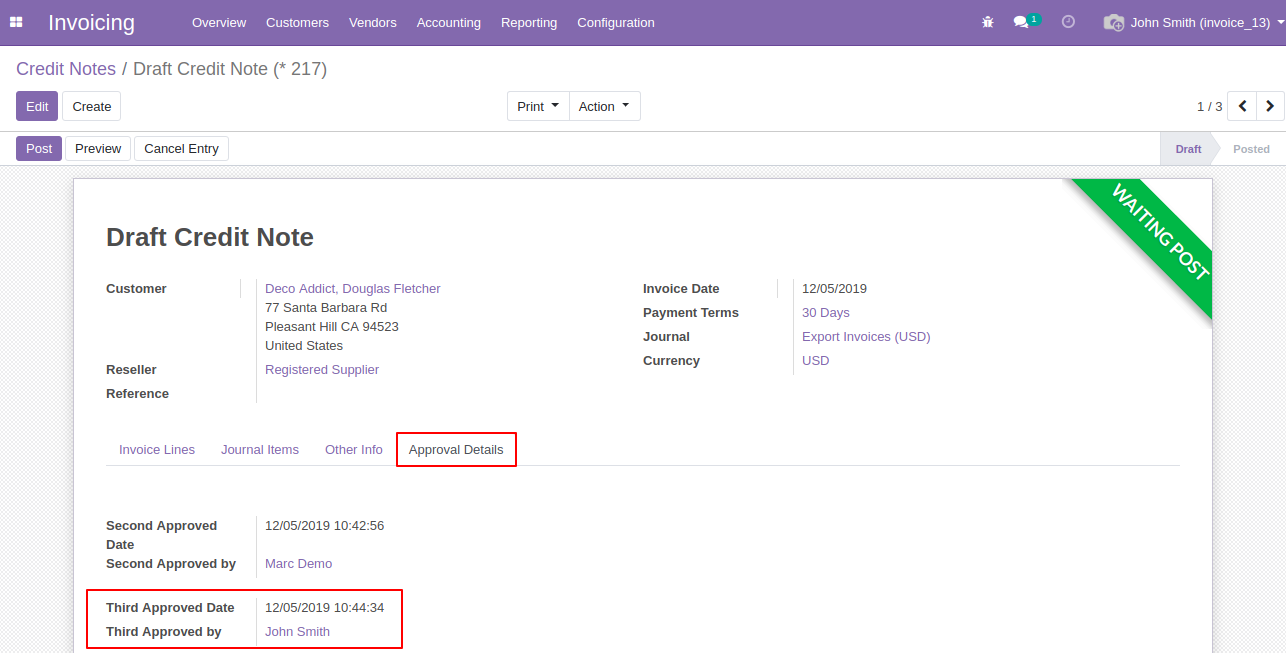 Invoicing Overview Customers Vendors Accounting Reporting Configuration 1 John Smith (invoice_13)
Credit Notes / Draft Credit Note (* 217)
Edit Create Print Action 1 / 3
Post Preview Cancel Entry Draft Posted
WAITING POST
Draft Credit Note
Customer Deco Addict, Douglas Fletcher Invoice Date 12/05/2019
77 Santa Barbara Rd Payment Terms 30 Days
Pleasant Hill CA 94523 Journal Export Invoices (USD)
United States Currency USD
Reseller Registered Supplier
Reference
Invoice Lines Journal Items Other Info Approval Details
Second Approved 12/05/2019 10:42:56
Date
Second Approved by Marc Demo
Third Approved Date 12/05/2019 10:44:34
Third Approved by John Smith